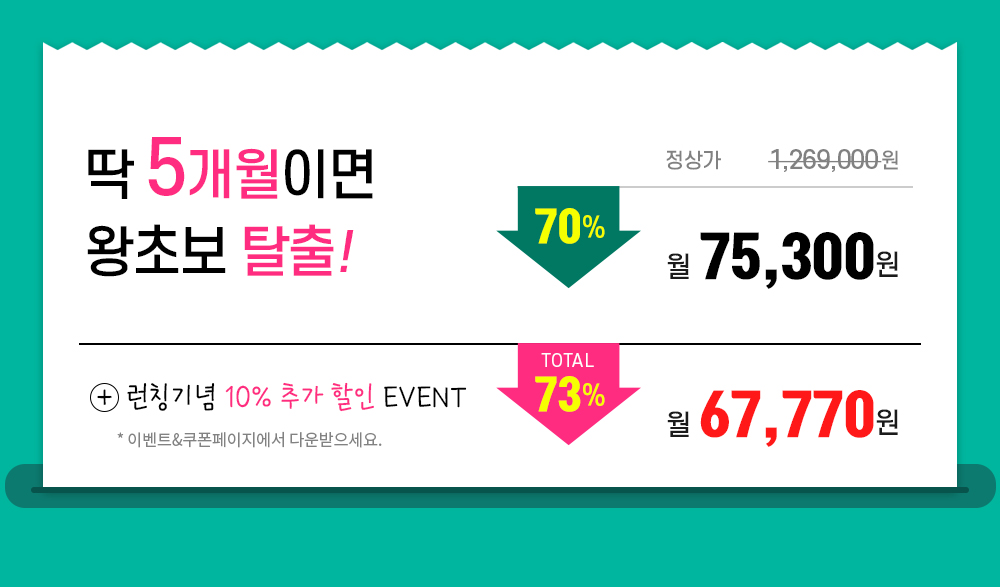 딱 5개월이면
왕초보 탈출!
정상가 1,269,000원
70%
월 75,300원
+ 런칭기념 10% 추가 할인 EVENT
* 이벤트&쿠폰페이지에서 다운받으세요.
TOTAL
73%
월 67,770원